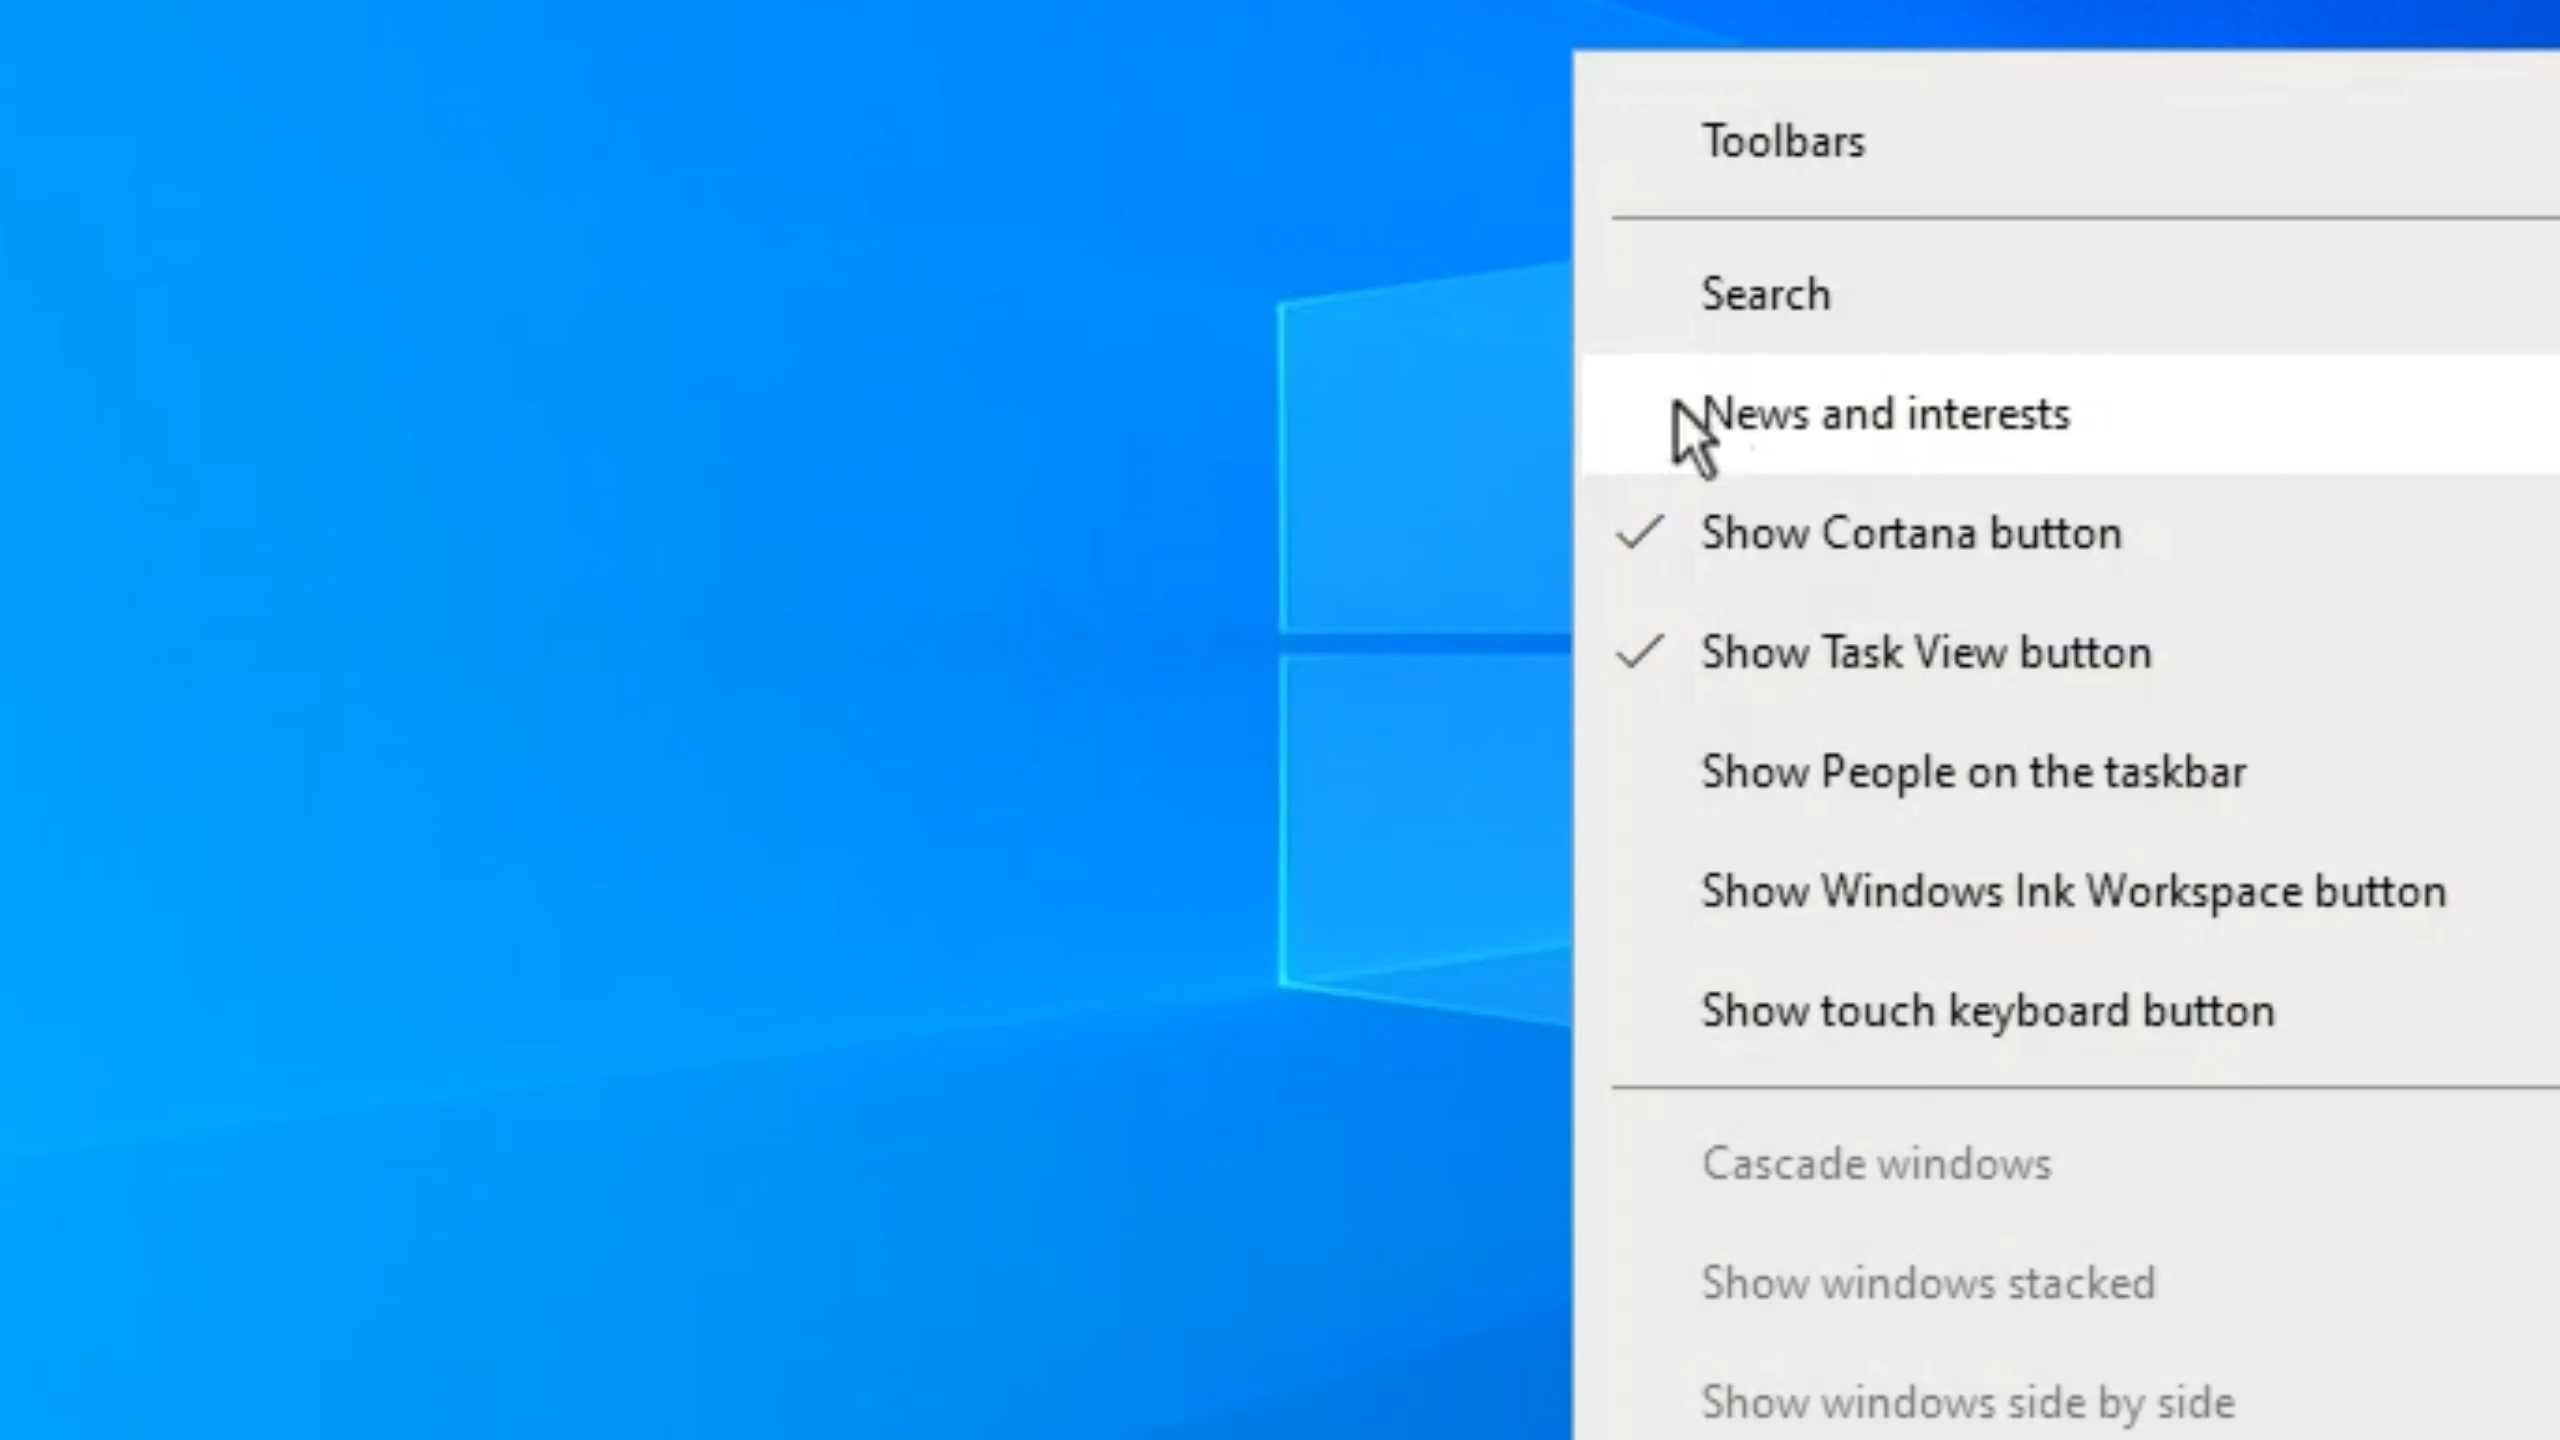 Toolbars
Search
News and interests
Show Cortana button
Show Task View button
Show People on the taskbar
Show Windows Ink Workspace button
Show touch keyboard button
Cascade windows
Show windows stacked
Show windows side by side